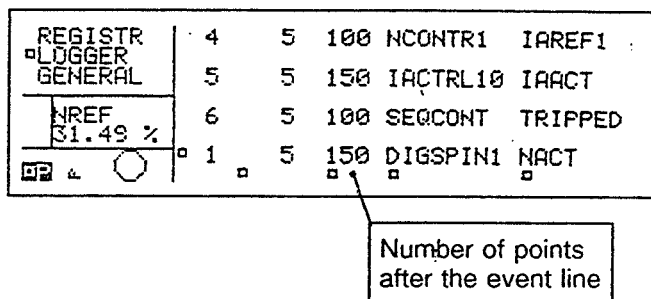 REGISTR
LOGGER
GENERAL
NREF
31.49 %
4 5 100 NCONTR1 IAREF1
5 5 150 IACTRL10 IAACT
6 5 100 SEQCONT TRIPPED
1 5 150 DIGSPIN1 NACT
Number of points
after the event line